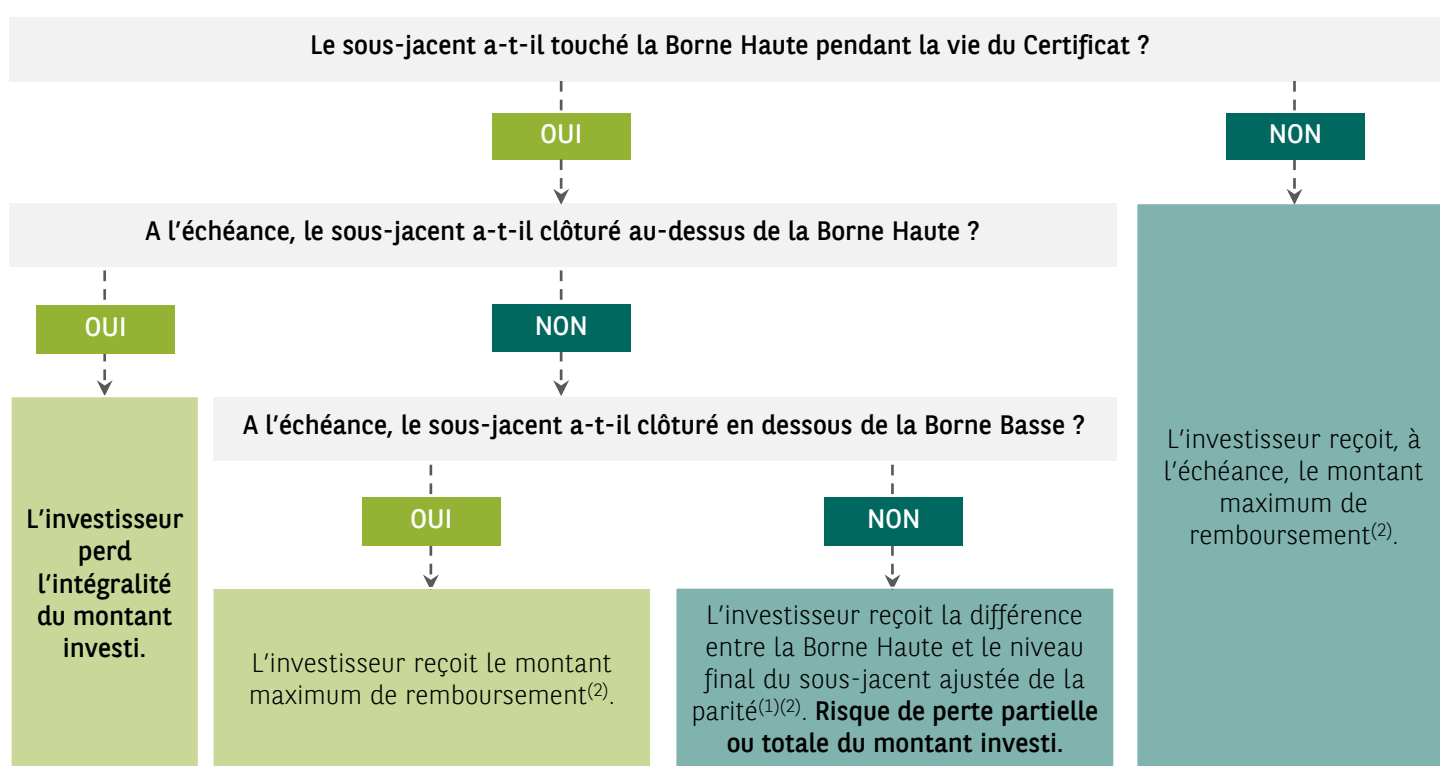 Le sous-jacent a-t-il touché la Borne Haute pendant la vie du Certificat ?
OUI
NON
A l'échéance, le sous-jacent a-t-il clôturé au-dessus de la Borne Haute ?
OUI
NON
A l'échéance, le sous-jacent a-t-il clôturé en dessous de la Borne Basse ?
OUI
NON
L'investisseur
perd
l'intégralité
du montant
investi.
L'investisseur reçoit le montant
maximum de remboursement(2).
L'investisseur reçoit la différence
entre la Borne Haute et le niveau
final du sous-jacent ajustée de la
parité(1)(2). Risque de perte partielle
ou totale du montant investi.
L'investisseur reçoit, à
l'échéance, le montant
maximum de
remboursement(2).